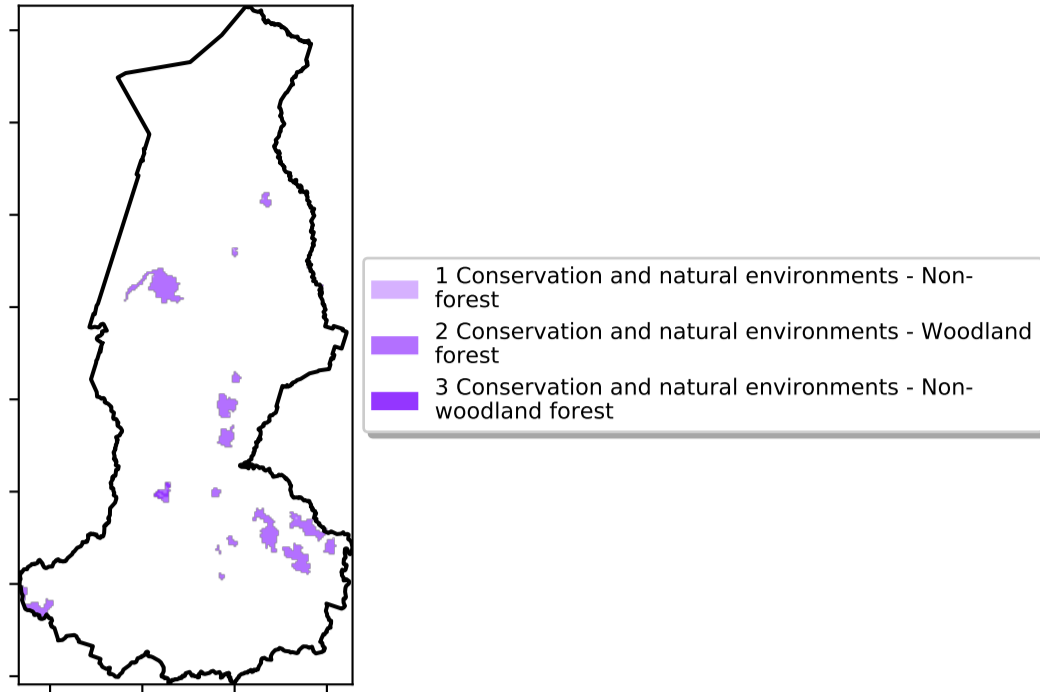 1 Conservation and natural environments - Non-
forest
2 Conservation and natural environments - Woodland
forest
3 Conservation and natural environments - Non-
woodland forest